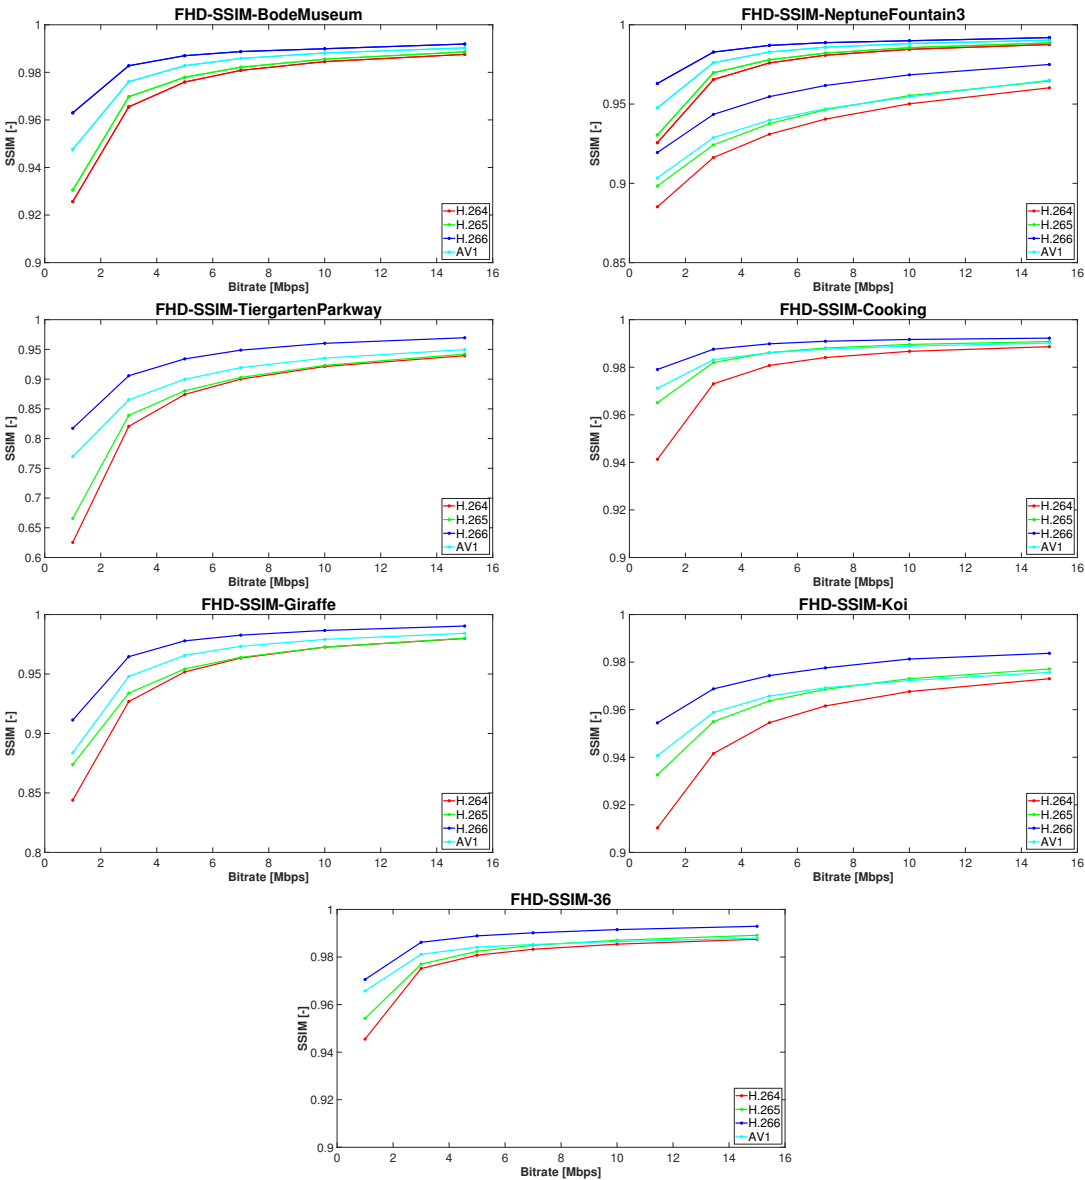 FHD-SSIM-BodeMuseum
1
0.98
0.96
0.94
0.92
0.9
SSIM [-]
0 2 4 6 8 10 12 14 16
Bitrate [Mbps]
H.264
H.265
H.266
AV1
FHD-SSIM-NeptuneFountain3
1
0.95
0.9
0.85
SSIM [-]
0 2 4 6 8 10 12 14 16
Bitrate [Mbps]
H.264
H.265
H.266
AV1
FHD-SSIM-TiergartenParkway
1
0.95
0.9
0.85
0.8
0.75
0.7
0.65
0.6
SSIM [-]
0 2 4 6 8 10 12 14 16
Bitrate [Mbps]
H.264
H.265
H.266
AV1
FHD-SSIM-Cooking
1
0.98
0.96
0.94
0.92
0.9
SSIM [-]
0 2 4 6 8 10 12 14 16
Bitrate [Mbps]
H.264
H.265
H.266
AV1
FHD-SSIM-Giraffe
1
0.95
0.9
0.85
0.8
SSIM [-]
0 2 4 6 8 10 12 14 16
Bitrate [Mbps]
H.264
H.265
H.266
AV1
FHD-SSIM-Koi
1
0.98
0.96
0.94
0.92
0.9
SSIM [-]
0 2 4 6 8 10 12 14 16
Bitrate [Mbps]
H.264
H.265
H.266
AV1
FHD-SSIM-36
1
0.98
0.96
0.94
0.92
0.9
SSIM [-]
0 2 4 6 8 10 12 14 16
Bitrate [Mbps]
H.264
H.265
H.266
AV1